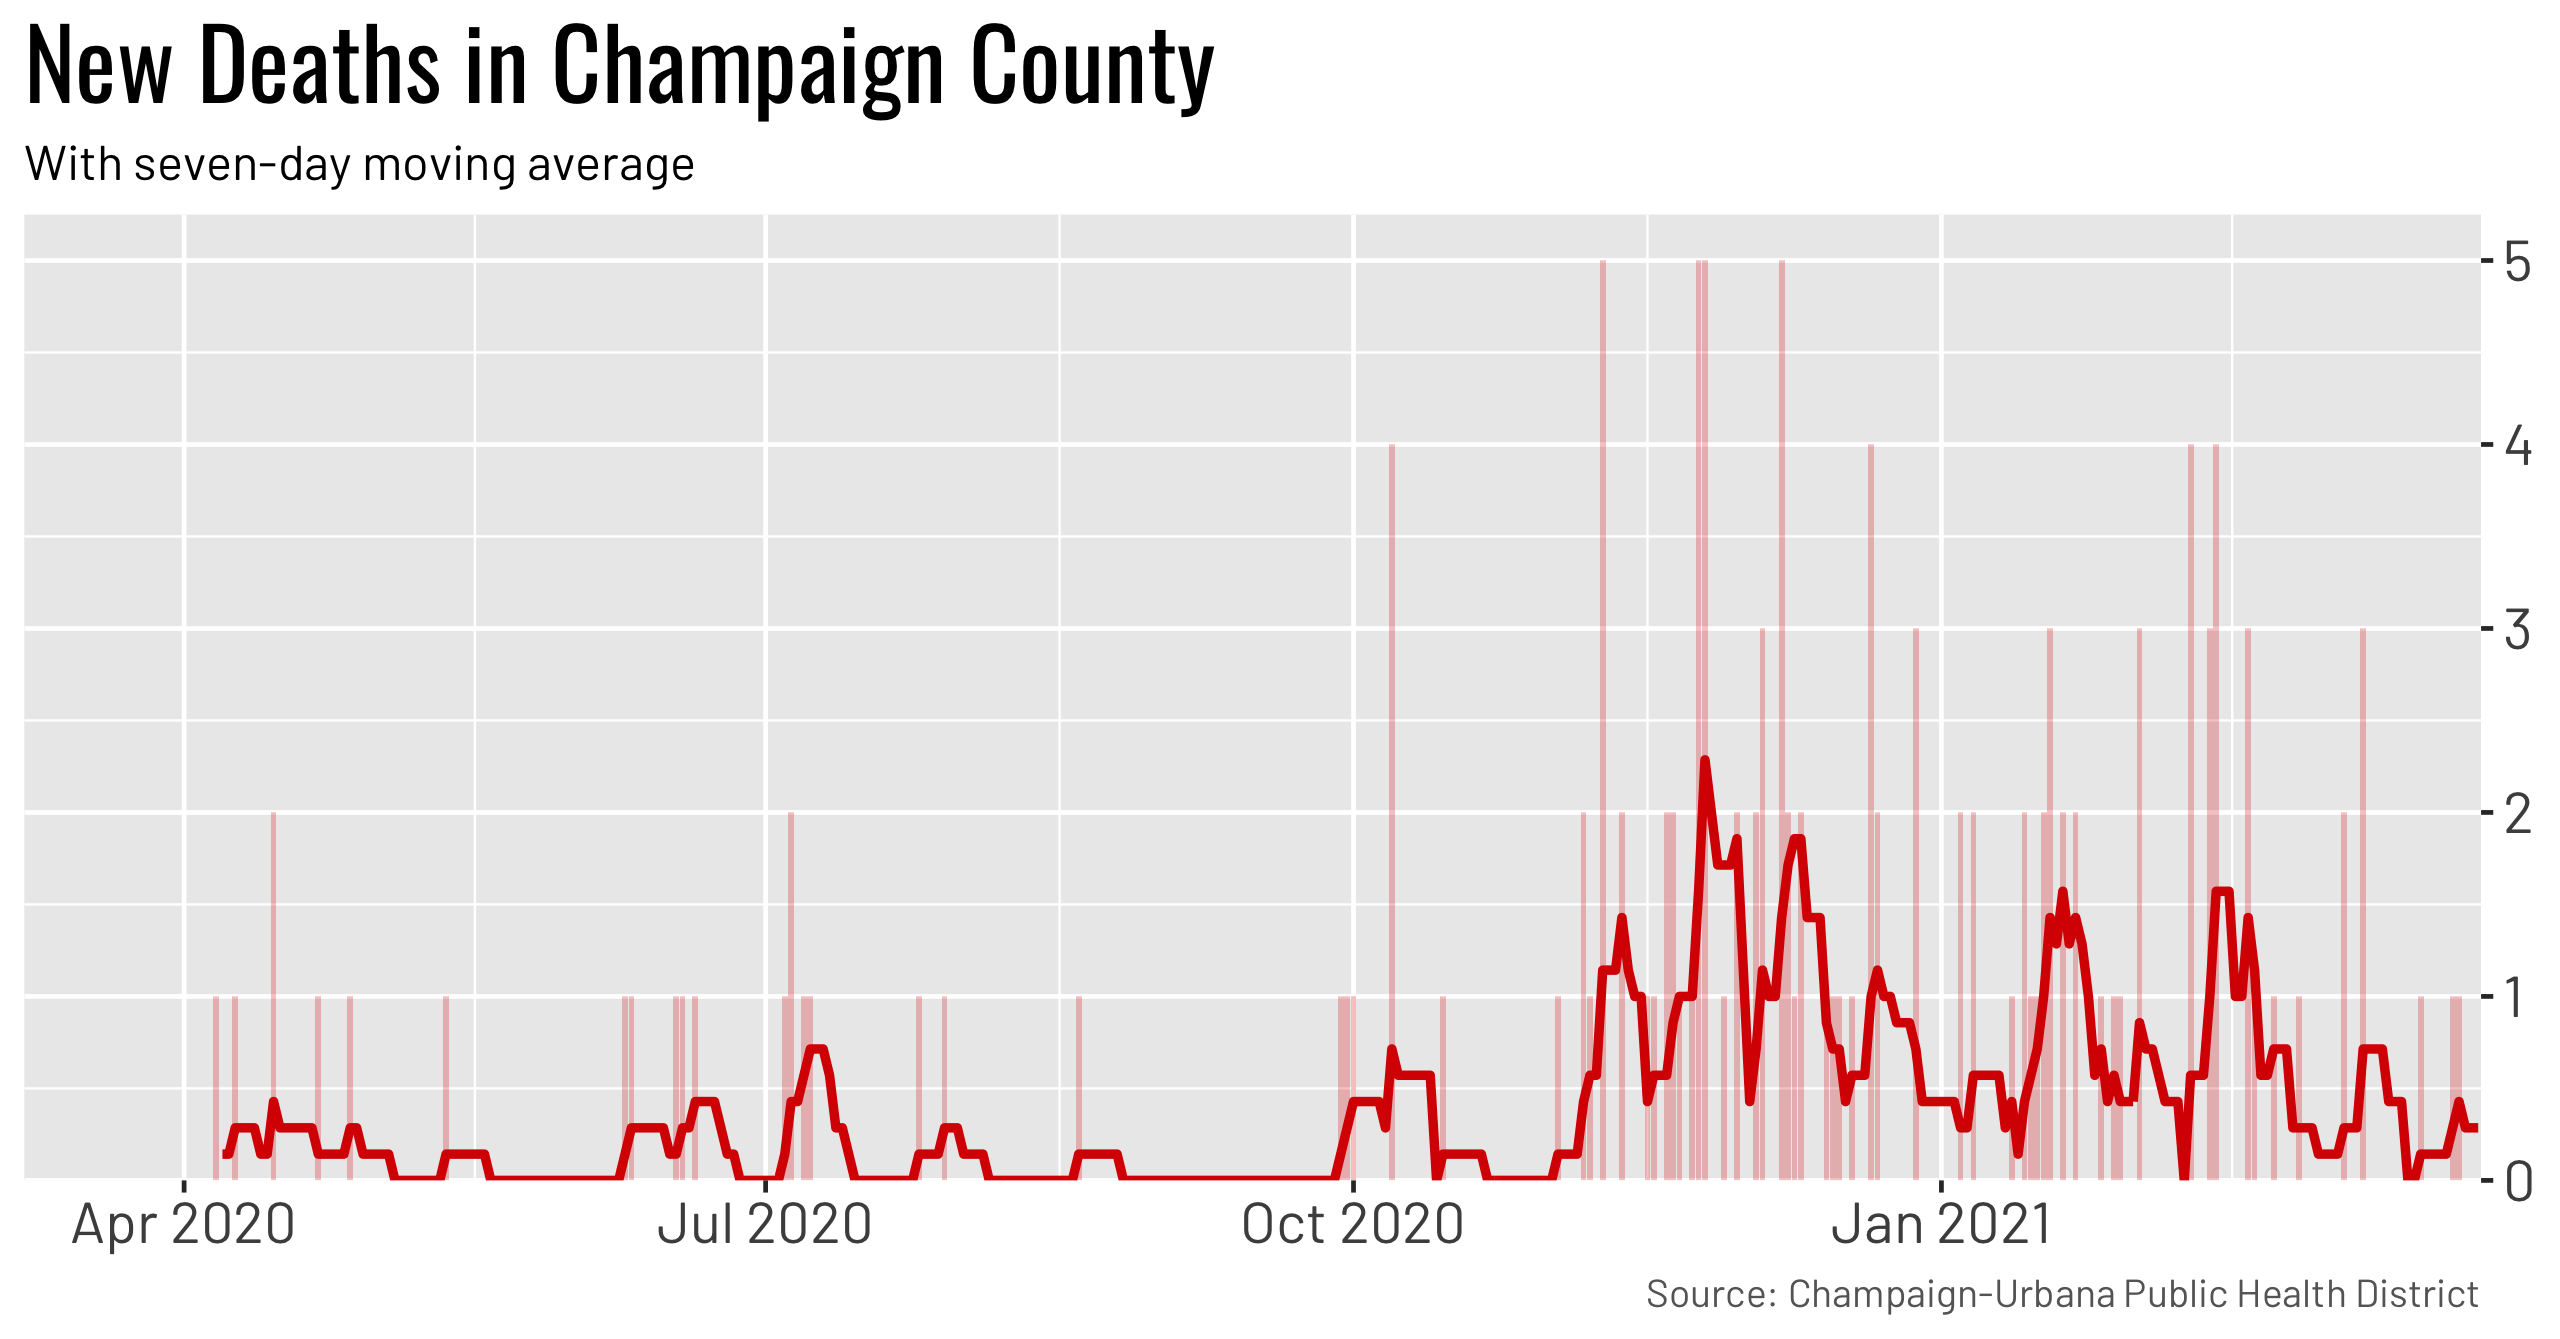 New Deaths in Champaign County
With seven-day moving average
5
4
3
2
1
0
Apr 2020 Jul 2020 Oct 2020 Jan 2021
Source: Champaign-Urbana Public Health District